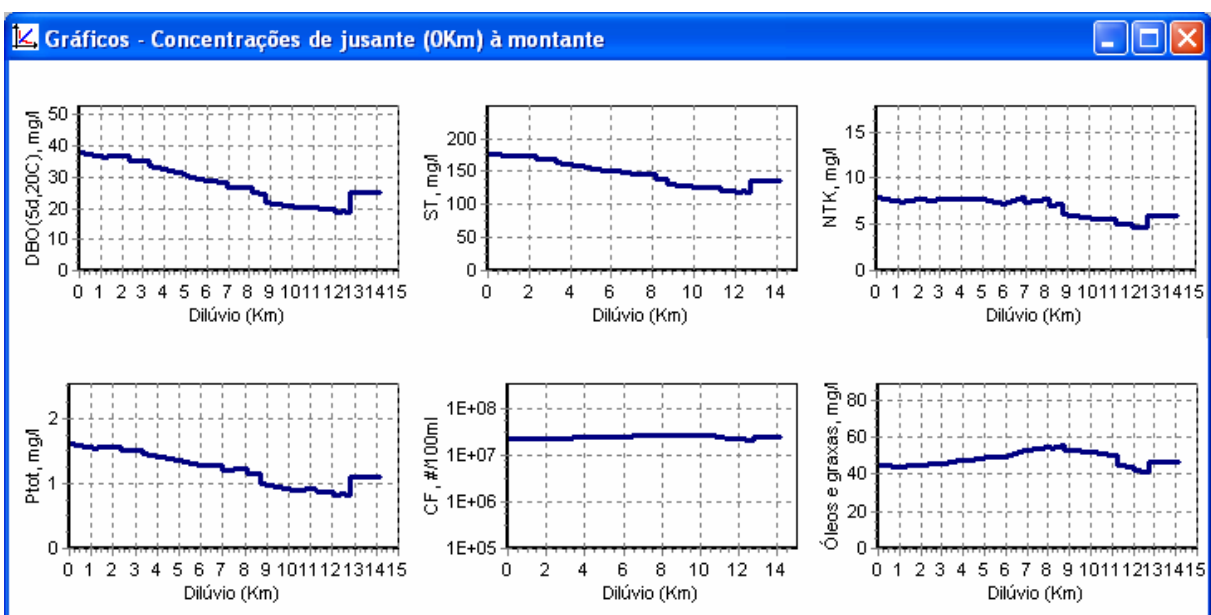 Gráficos - Concentrações de jusante (0Km) à montante
DBO(5d,20C), mg/l
50
40
30
20
10
0
0 1 2 3 4 5 6 7 8 9 10 11 12 13 14 15
Dilúvio (Km)
ST, mg/l
200
150
100
50
0
0 2 4 6 8 10 12 14
Dilúvio (Km)
NTK, mg/l
15
10
5
0
0 1 2 3 4 5 6 7 8 9 10 11 12 13 14 15
Dilúvio (Km)
Ptot, mg/l
2
1
0
0 1 2 3 4 5 6 7 8 9 10 11 12 13 14 15
Dilúvio (Km)
CF, #/100ml
1E+08
1E+07
1E+06
1E+05
0 2 4 6 8 10 12 14
Dilúvio (Km)
Óleos e graxas, mg/l
80
60
40
20
0
0 1 2 3 4 5 6 7 8 9 10 11 12 13 14 15
Dilúvio (Km)